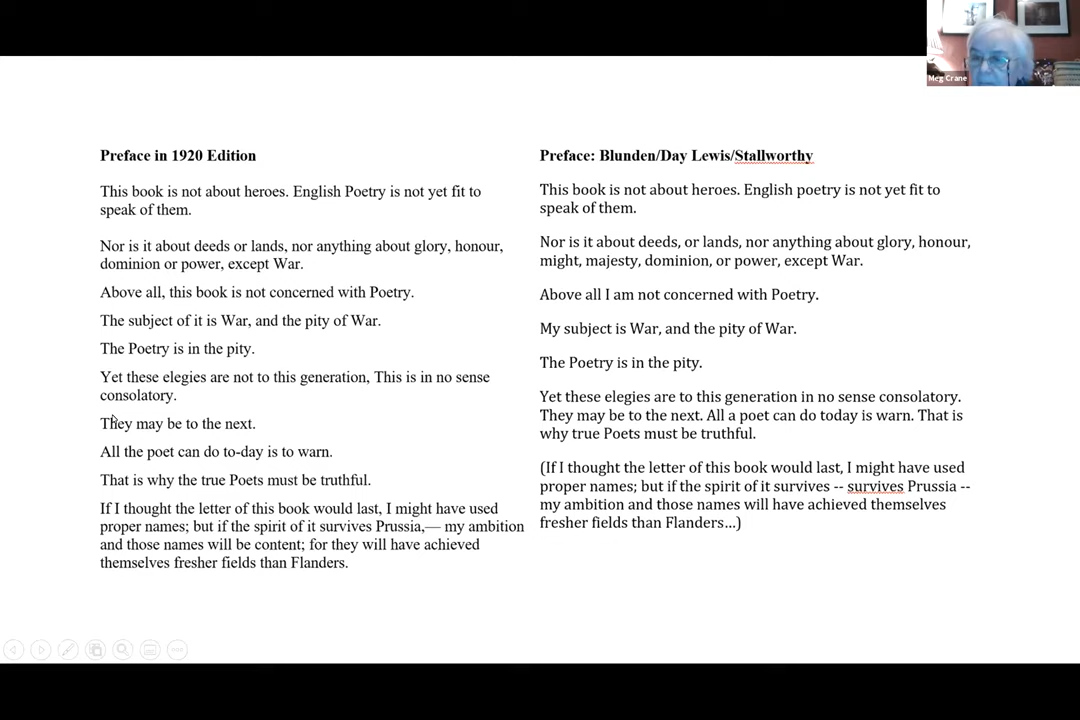 Meg Crane
Preface in 1920 Edition
This book is not about heroes. English Poetry is not yet fit to
speak of them.
Nor is it about deeds or lands, nor anything about glory, honour,
dominion or power, except War.
Above all, this book is not concerned with Poetry.
The subject of it is War, and the pity of War.
The Poetry is in the pity.
Yet these elegies are not to this generation, This is in no sense
consolatory.
They may be to the next.
All the poet can do to-day is to warn.
That is why the true Poets must be truthful.
If I thought the letter of this book would last, I might have used
proper names; but if the spirit of it survives Prussia,— my ambition
and those names will be content; for they will have achieved
themselves fresher fields than Flanders.
Preface: Blunden/Day Lewis/Stallworthy
This book is not about heroes. English poetry is not yet fit to
speak of them.
Nor is it about deeds, or lands, nor anything about glory, honour,
might, majesty, dominion, or power, except War.
Above all I am not concerned with Poetry.
My subject is War, and the pity of War.
The Poetry is in the pity.
Yet these elegies are to this generation in no sense consolatory.
They may be to the next. All a poet can do today is warn. That is
why true Poets must be truthful.
(If I thought the letter of this book would last, I might have used
proper names; but if the spirit of it survives -- survives Prussia --
my ambition and those names will have achieved themselves
fresher fields than Flanders...)